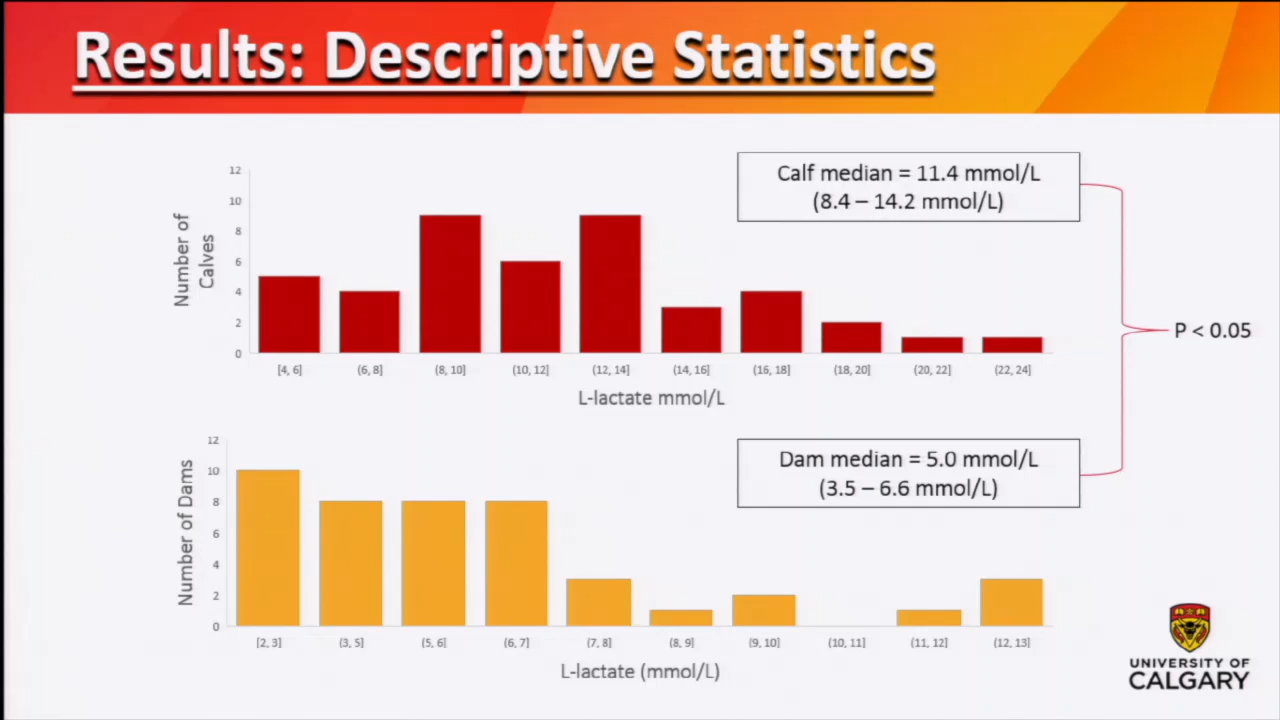 Results: Descriptive Statistics
12
10
8
6
4
2
0
Number of
Calves
[4, 6]
(6, 8]
(8, 10]
(10, 12]
(12, 14]
(14, 16]
(16, 18]
(18, 20]
(20, 22]
(22, 24]
L-lactate mmol/L
Calf median = 11.4 mmol/L
(8.4 – 14.2 mmol/L)
P < 0.05
Dam median = 5.0 mmol/L
(3.5 – 6.6 mmol/L)
12
10
8
6
4
2
0
Number of Dams
[2, 3]
(3, 5]
(5, 6]
(6, 7]
(7, 8]
(8, 9]
(9, 10]
(10, 11]
(11, 12]
(12, 13]
L-lactate (mmol/L)
UNIVERSITY OF
CALGARY